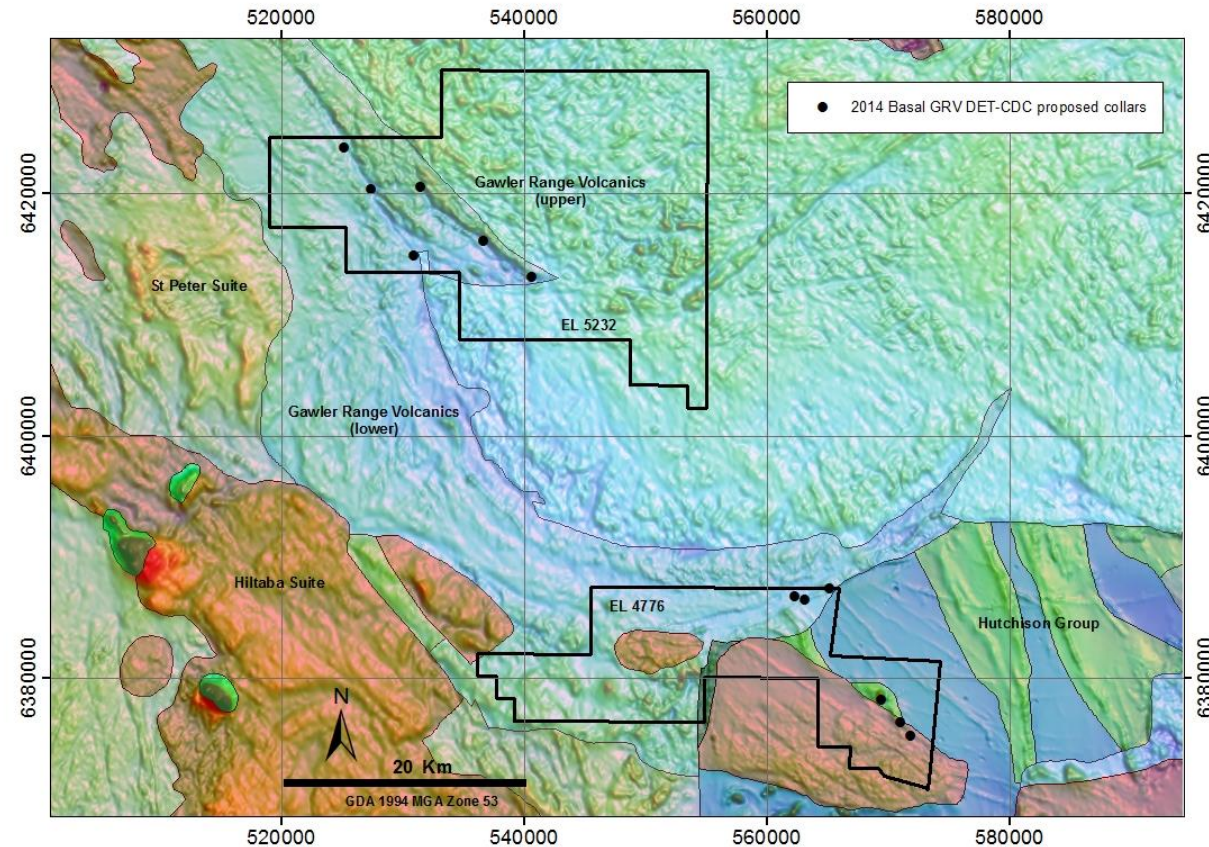 520000 540000 560000 580000
2014 Basal GRV DET-CDC proposed collars
6420000
6420000
Gawler Range Volcanics
(upper)
St Peter Suite
EL 5232
Gawler Range Volcanics
(lower)
6400000
6400000
Hiltaba Suite
EL 4776
Hutchison Group
6380000
6380000
N
20 Km
GDA 1994 MGA Zone 53
520000 540000 560000 580000